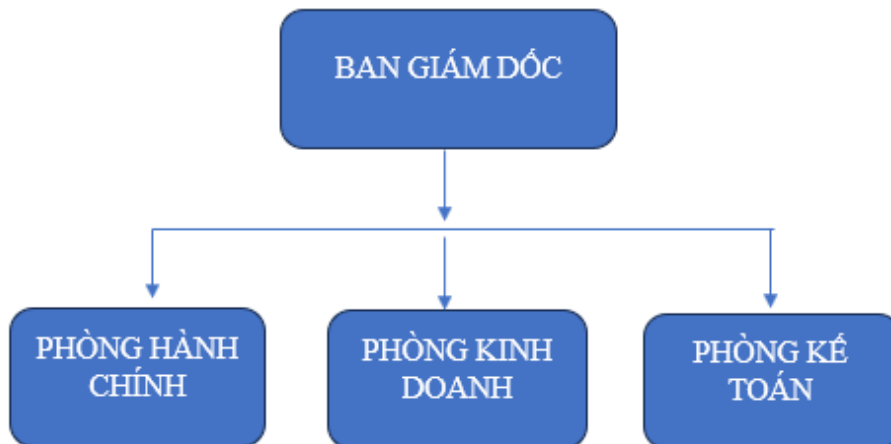 BAN GIÁM DỐC
PHÒNG HÀNH
CHÍNH
PHÒNG KINH
DOANH
PHÒNG KẾ
TOÁN